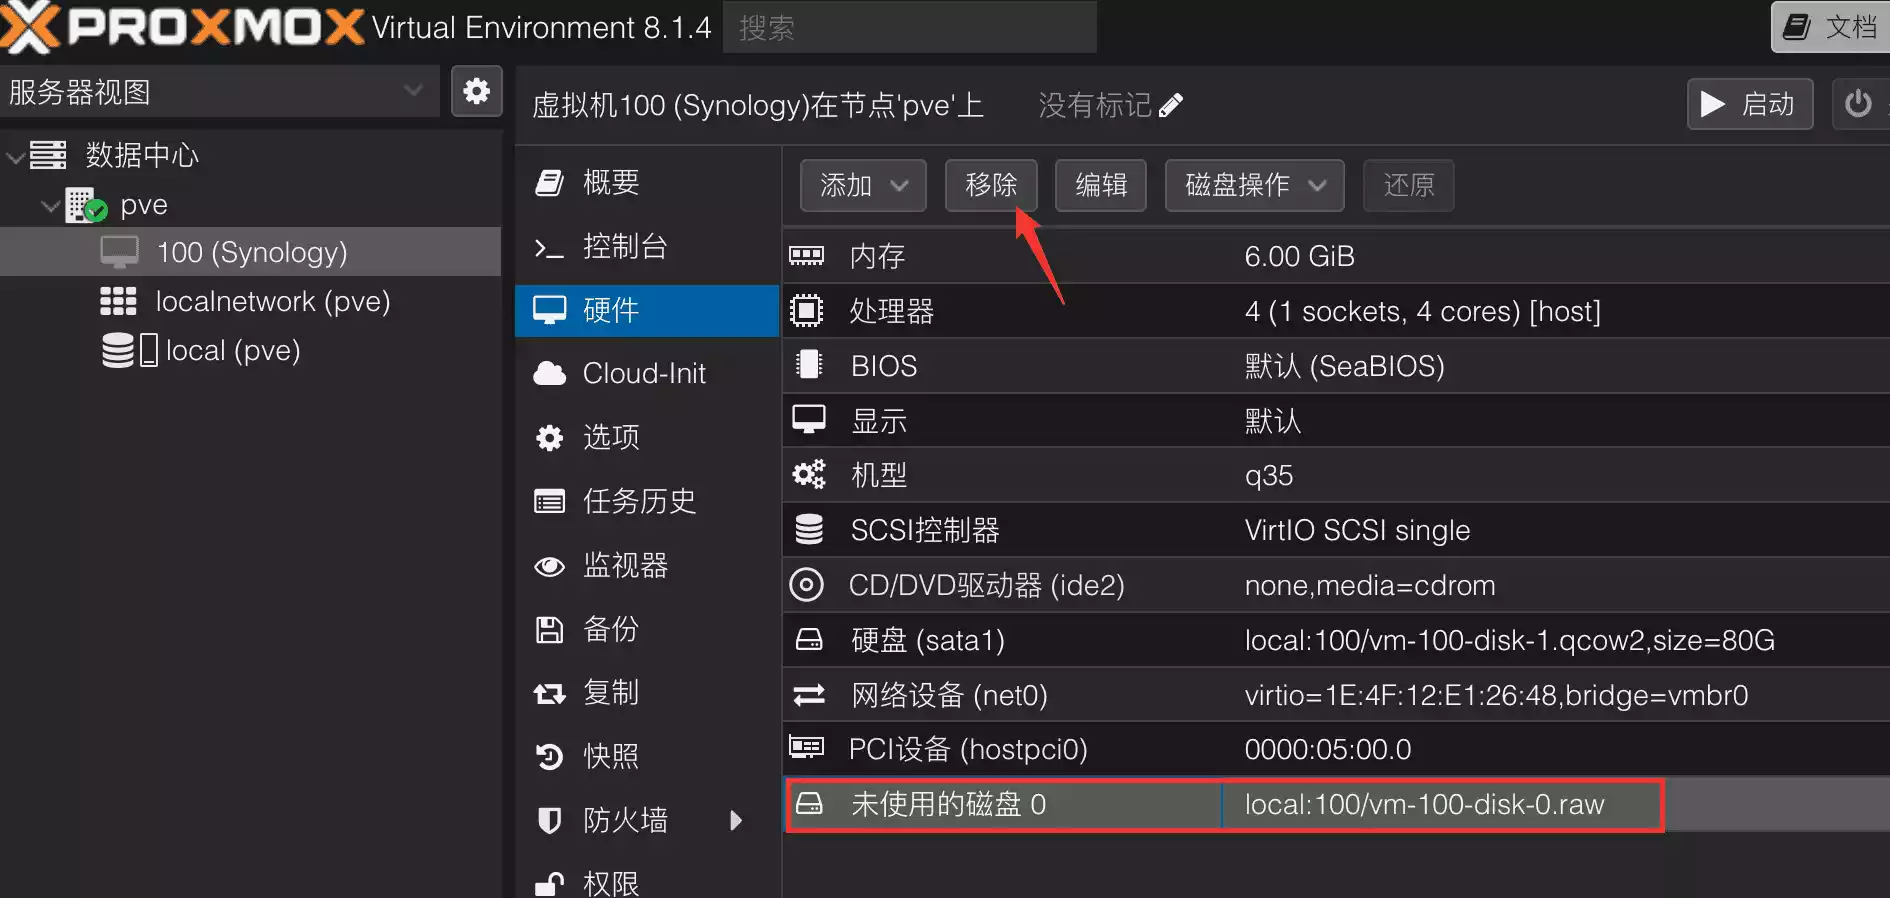 PROXMOX Virtual Environment 8.1.4 搜索 文档
服务器视图
虚拟机100 (Synology)在节点'pve'上 没有标记 启动
数据中心
pve
100 (Synology)
localnetwork (pve)
local (pve)
概要
控制台
硬件
Cloud-Init
选项
任务历史
监视器
备份
复制
快照
防火墙
权限
添加 移除 编辑 磁盘操作 还原
内存 6.00 GiB
处理器 4 (1 sockets, 4 cores) [host]
BIOS 默认 (SeaBIOS)
显示 默认
机型 q35
SCSI控制器 VirtIO SCSI single
CD/DVD驱动器 (ide2) none,media=cdrom
硬盘 (sata1) local:100/vm-100-disk-1.qcow2,size=80G
网络设备 (net0) virtio=1E:4F:12:E1:26:48,bridge=vmbr0
PCI设备 (hostpci0) 0000:05:00.0
未使用的磁盘 0 local:100/vm-100-disk-0.raw